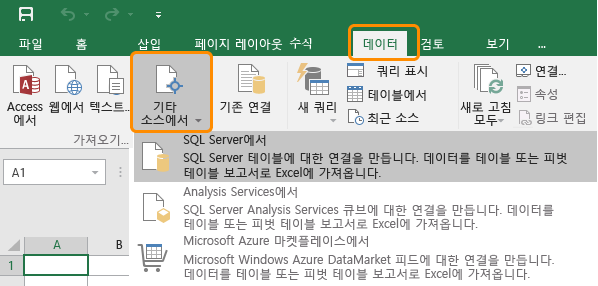 파일 홈 삽입 페이지 레이아웃 수식 데이터 검토 보기 ...
Access
에서
웹에서
텍스트...
기타
소스에서
기존 연결
새 쿼리
쿼리 표시
테이블에서
최근 소스
새로 고침
모두
연결...
속성
링크 편집
가져오기...
SQL Server에서
SQL Server 테이블에 대한 연결을 만듭니다. 데이터를 테이블 또는 피벗
테이블 보고서로 Excel에 가져옵니다.
A1
Analysis Services에서
SQL Server Analysis Services 큐브에 대한 연결을 만듭니다. 데이터를
테이블 또는 피벗 테이블 보고서로 Excel에 가져옵니다.
A B
Microsoft Azure 마켓플레이스에서
1
Microsoft Windows Azure DataMarket 피드에 대한 연결을 만듭니다.
데이터를 테이블 또는 피벗 테이블 보고서로 Excel에 가져옵니다.